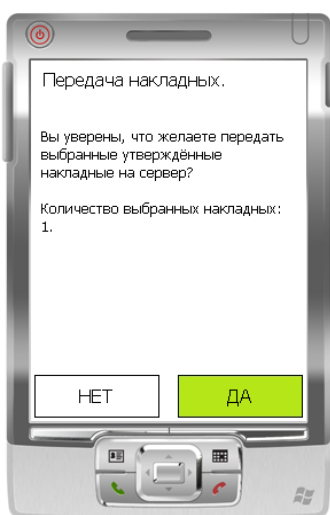 Передача накладных.
Вы уверены, что желаете передать
выбранные утверждённые
накладные на сервер?
Количество выбранных накладных:
1.
НЕТ
ДА